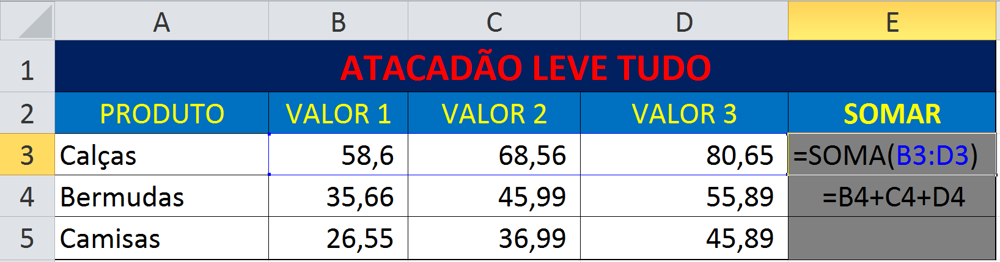 A B C D E
1 ATACADÃO LEVE TUDO
2 PRODUTO VALOR 1 VALOR 2 VALOR 3 SOMAR
3 Calças 58,6 68,56 80,65 =SOMA(B3:D3)
4 Bermudas 35,66 45,99 55,89 =B4+C4+D4
5 Camisas 26,55 36,99 45,89